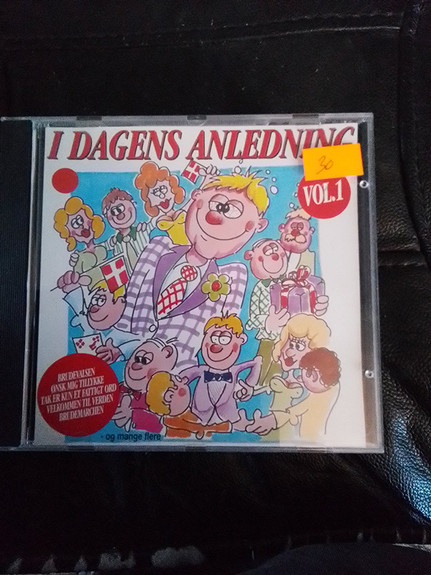 I DAGENS ANLEDNING
30
VOL.1
BRUDEVALSEN
ØNSK MIG TILLYKKE
TAK ER KUN ET FATTIGT ORD
VELKOMMEN TIL VERDEN
BRUDEMARCHEN
- og mange flere